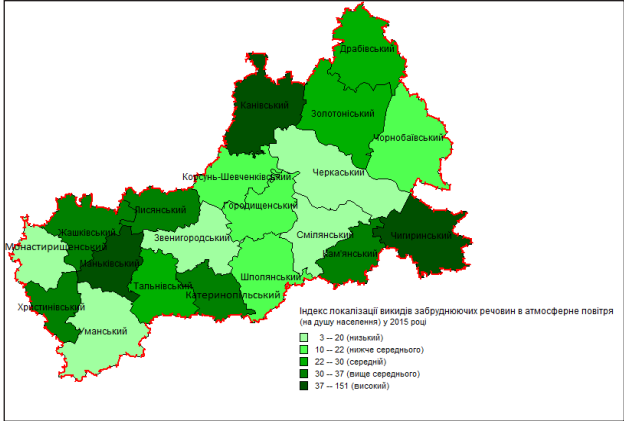 Драбівський
Канівський
Золотоніський
Чорнобаївський
Черкаський
Корсунь-Шевченківський
Городищенський
Лисянський
Жашківський
Звенигородський
Смілянський
Чигиринський
Монастирищенський
Маньківський
Кам'янський
Шполянський
Тальнівський
Катеринопільський
Христинівський
Уманський
Індекс локалізації викидів забруднюючих речовин в атмосферне повітря
(на душу населення) у 2015 році
3 -- 20 (низький)
10 -- 22 (нижче середнього)
22 -- 30 (середній)
30 -- 37 (вище середнього)
37 -- 151 (високий)